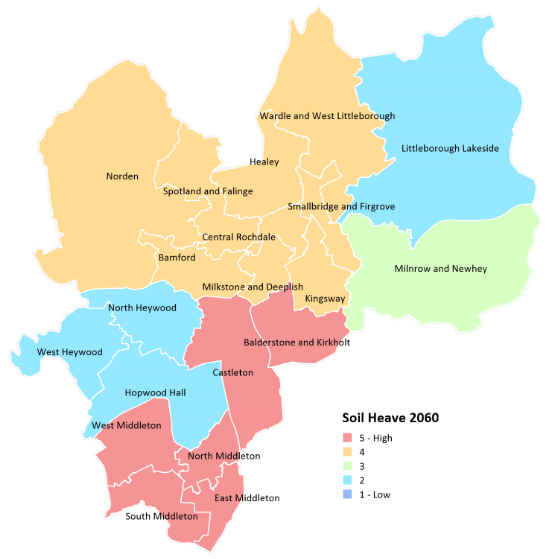 Wardle and West Littleborough
Littleborough Lakeside
Healey
Norden
Spotland and Falinge
Smallbridge and Firgrove
Central Rochdale
Bamford
Milnrow and Newhey
Milkstone and Deeplish
Kingsway
North Heywood
Balderstone and Kirkholt
West Heywood
Castleton
Hopwood Hall
West Middleton
North Middleton
East Middleton
South Middleton
Soil Heave 2060
5 - High
4
3
2
1 - Low